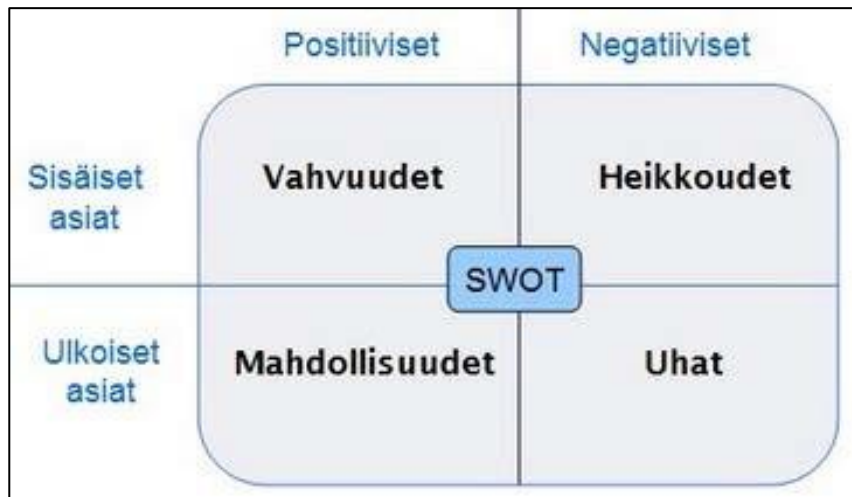 Positiiviset Negatiiviset
Sisäiset
asiat
Vahvuudet Heikkoudet
SWOT
Ulkoiset
asiat
Mahdollisuudet Uhat